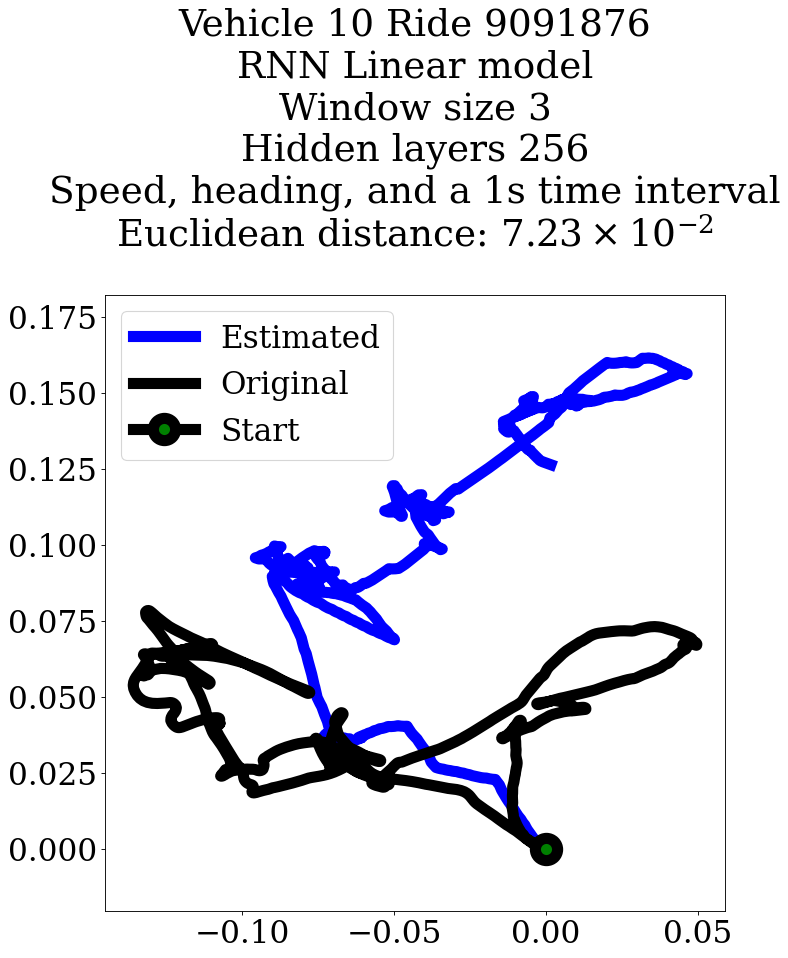 Vehicle 10 Ride 9091876
RNN Linear model
Window size 3
Hidden layers 256
Speed, heading, and a 1s time interval
Euclidean distance: 7.23 × 10⁻²
0.175
0.150
0.125
0.100
0.075
0.050
0.025
0.000
Estimated
Original
Start
−0.10 −0.05 0.00 0.05